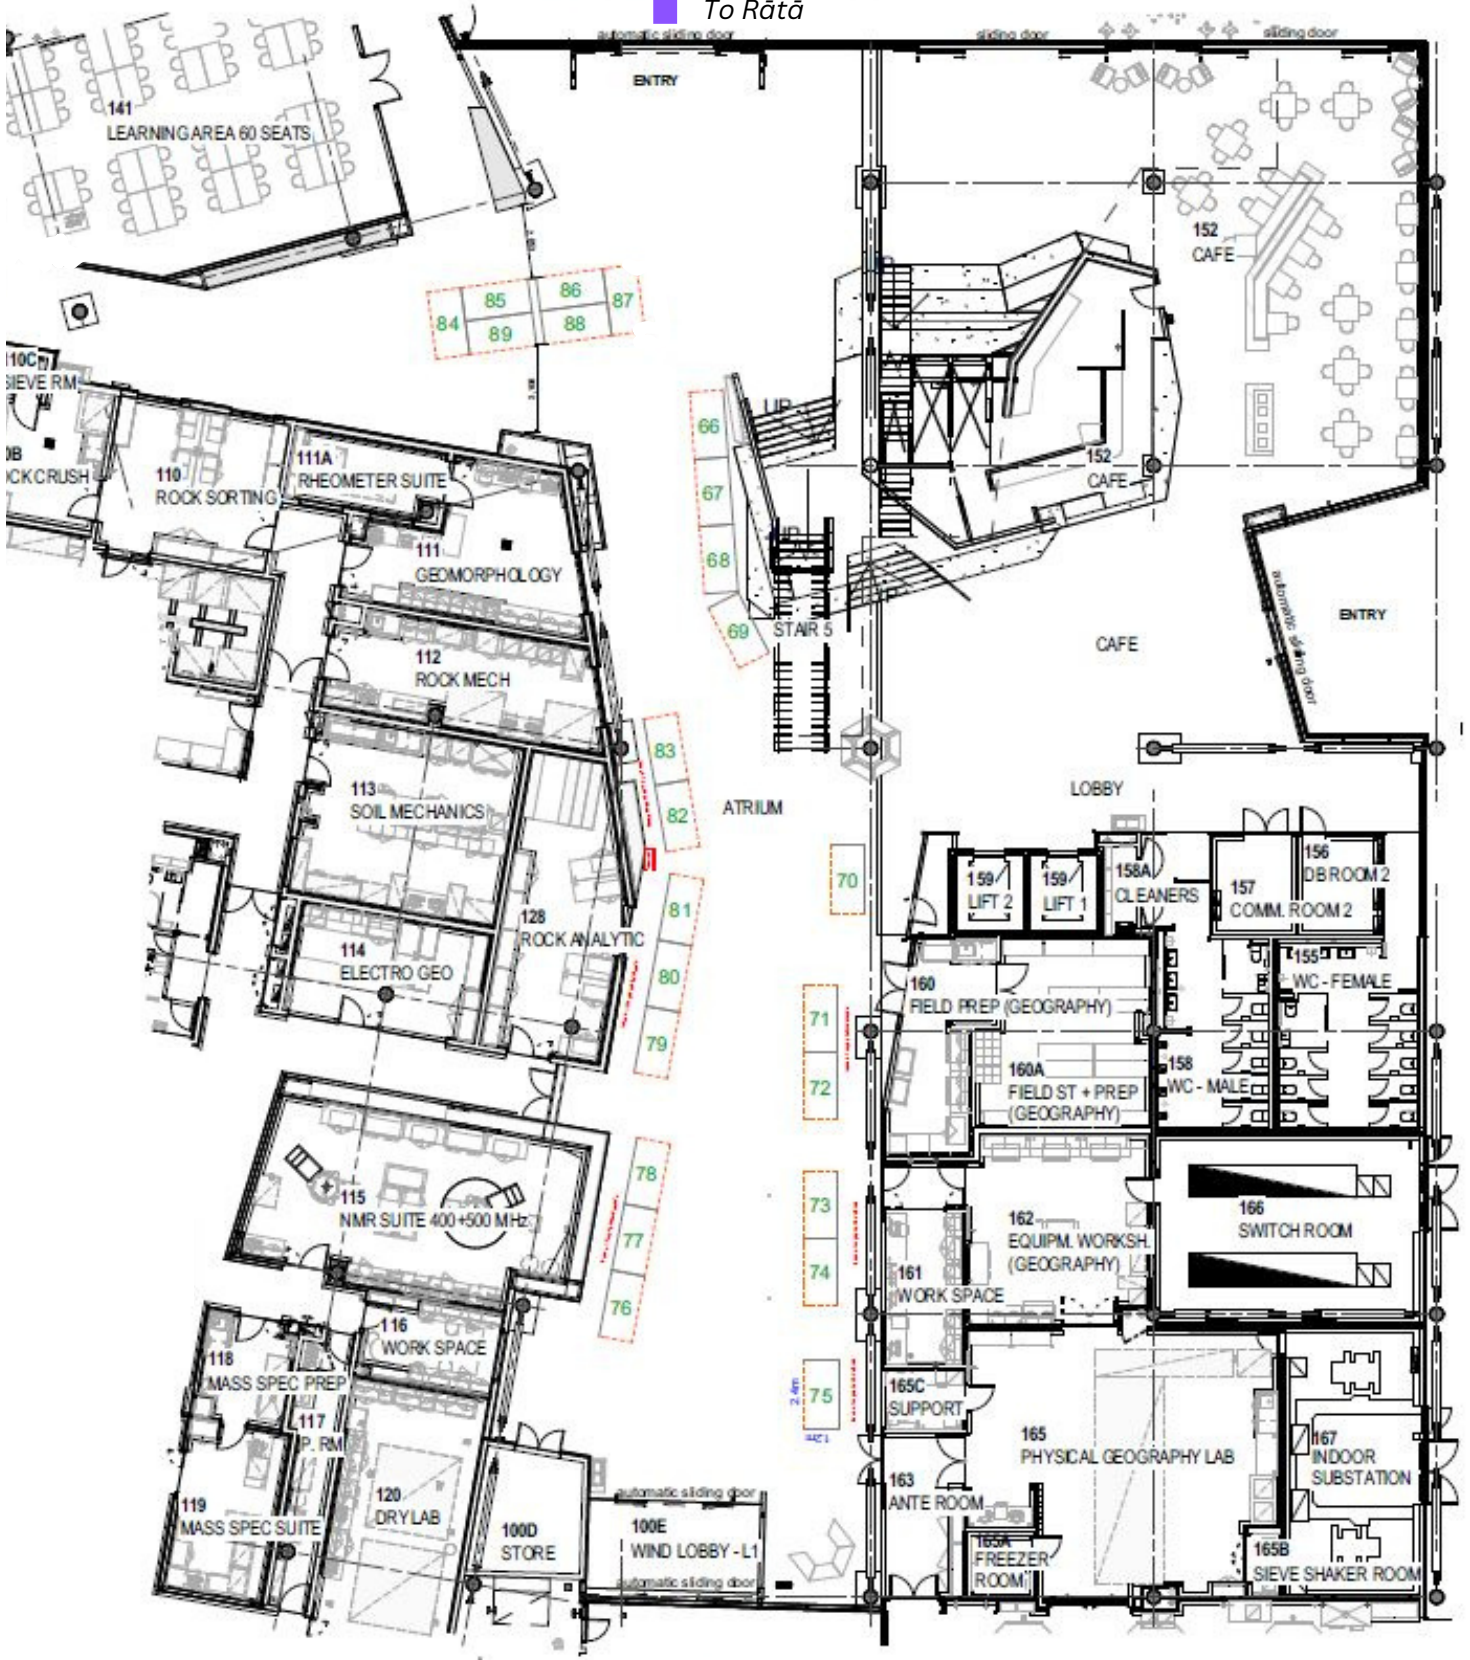 To Rātā
automatic sliding door
sliding door
sliding door
ENTRY
141
LEARNING AREA 60 SEATS
152
CAFE
85
86
87
84
89
88
110C
SIEVE RM
UP
66
67
68
69
UP
STAIR 5
152
CAFE
111A
RHEOMETER SUITE
110
ROCK SORTING
0B
OCK CRUSH
111
GEOMORPHOLOGY
112
ROCK MECH
automatic sliding door
ENTRY
CAFE
83
82
ATRIUM
LOBBY
113
SOIL MECHANICS
70
159
LIFT 2
159
LIFT 1
158A
CLEANERS
157
COMM. ROOM 2
156
DB ROOM 2
81
80
79
128
ROCK ANALYTIC
114
ELECTRO GEO
160
FIELD PREP (GEOGRAPHY)
155
WC - FEMALE
71
72
160A
FIELD ST + PREP
(GEOGRAPHY)
158
WC - MALE
78
77
76
115
NMR SUITE 400 +500 MHz
73
74
161
WORK SPACE
162
EQUIPM. WORKSH.
(GEOGRAPHY)
166
SWITCH ROOM
116
WORK SPACE
118
MASS SPEC PREP
117
P. RM
75
2.4m
1.2m
165C
SUPPORT
165
PHYSICAL GEOGRAPHY LAB
167
INDOOR
SUBSTATION
119
MASS SPEC SUITE
120
DRY LAB
100D
STORE
automatic sliding door
100E
WIND LOBBY - L1
automatic sliding door
163
ANTE ROOM
165A
FREEZER
ROOM
165B
SIEVE SHAKER ROOM